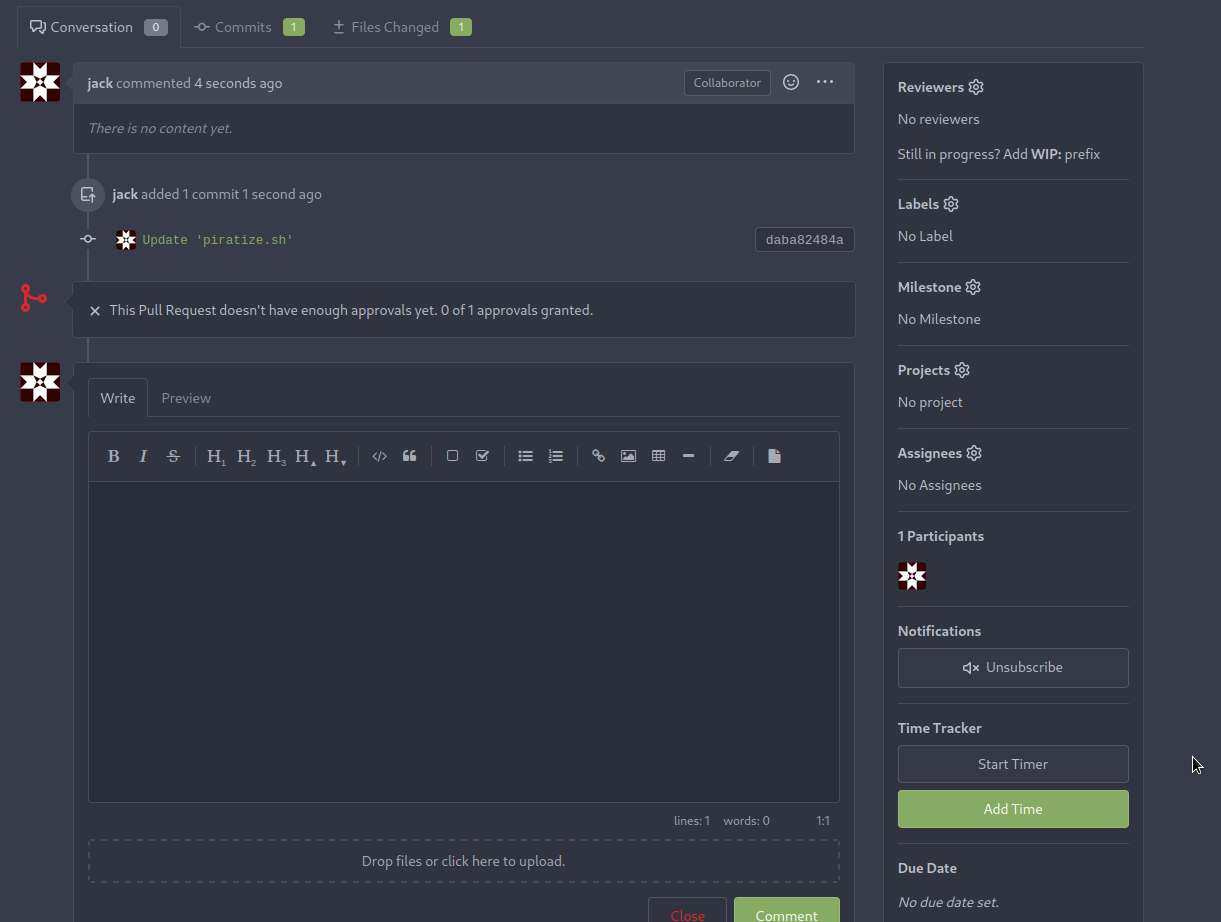 Conversation 0 Commits 1 Files Changed 1
jack commented 4 seconds ago Collaborator
There is no content yet.
jack added 1 commit 1 second ago
Update 'piratize.sh' daba82484a
This Pull Request doesn't have enough approvals yet. 0 of 1 approvals granted.
Write Preview
B I S H1 H2 H3 H▲ H▼
lines: 1 words: 0 1:1
Drop files or click here to upload.
Close Comment
Reviewers
No reviewers
Still in progress? Add WIP: prefix
Labels
No Label
Milestone
No Milestone
Projects
No project
Assignees
No Assignees
1 Participants
Notifications
Unsubscribe
Time Tracker
Start Timer
Add Time
Due Date
No due date set.